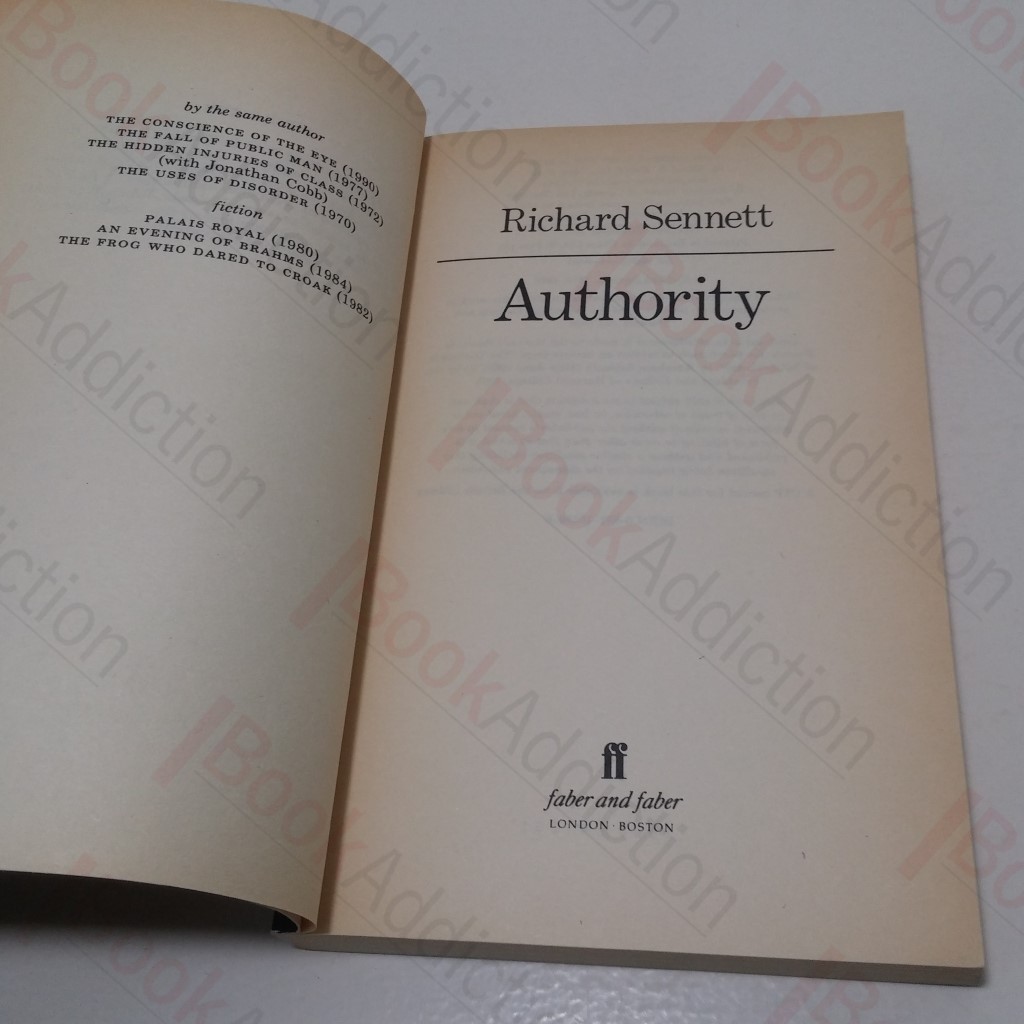 by the same author
THE CONSCIENCE OF THE EYE (1990)
THE FALL OF PUBLIC MAN (1977)
THE HIDDEN INJURIES OF CLASS (1972)
(with Jonathan Cobb)
THE USES OF DISORDER (1970)
fiction
PALAIS ROYAL (1980)
AN EVENING OF BRAHMS (1984)
THE FROG WHO DARED TO CROAK (1982)
Richard Sennett
Authority
ff
faber and faber
LONDON · BOSTON
BookAddiction